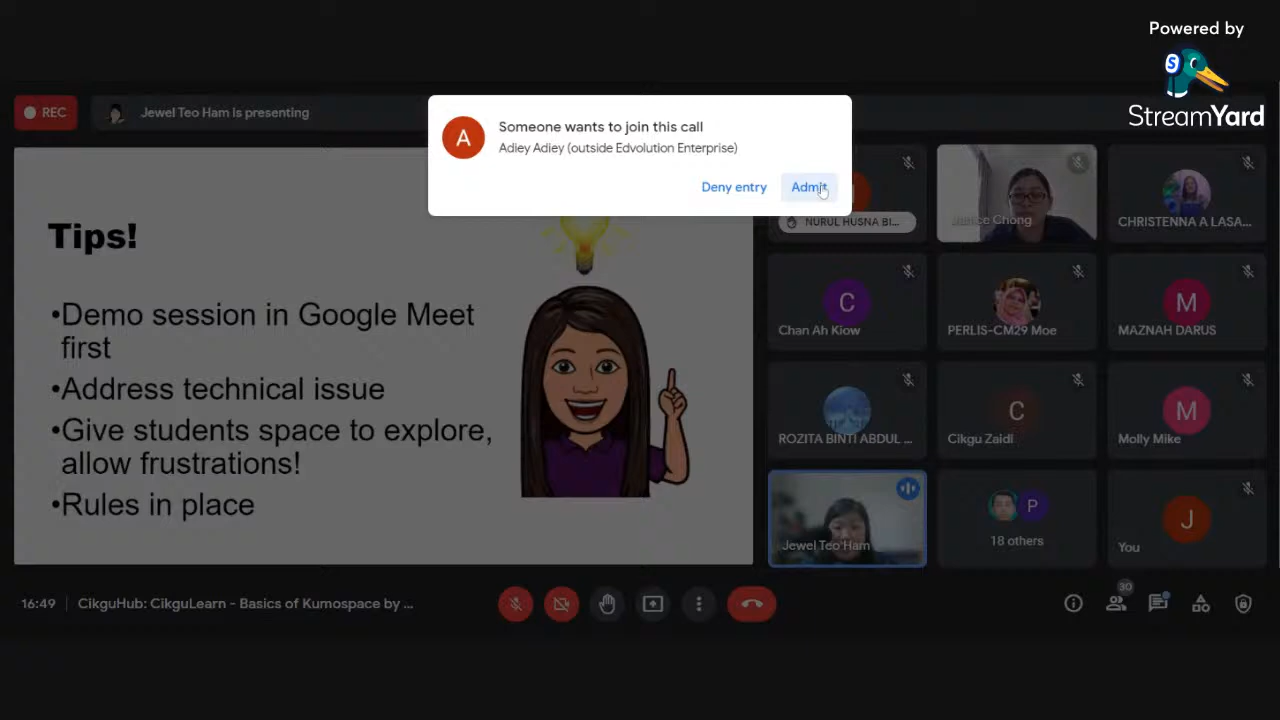 Powered by
StreamYard
REC
Jewel Teo Ham is presenting
A
Someone wants to join this call
Adiey Adiey (outside Edvolution Enterprise)
Deny entry
Admit
Tips!
•Demo session in Google Meet
first
•Address technical issue
•Give students space to explore,
allow frustrations!
•Rules in place
NURUL HUSNA BI...
Janice Chong
CHRISTENNA A LASA...
C
Chan Ah Kiow
PERLIS-CM29 Moe
M
MAZNAH DARUS
ROZITA BINTI ABDUL ...
C
Cikgu Zaidi
M
Molly Mike
Jewel Teo Ham
P
18 others
J
You
16:49
CikguHub: CikguLearn - Basics of Kumospace by ...
30